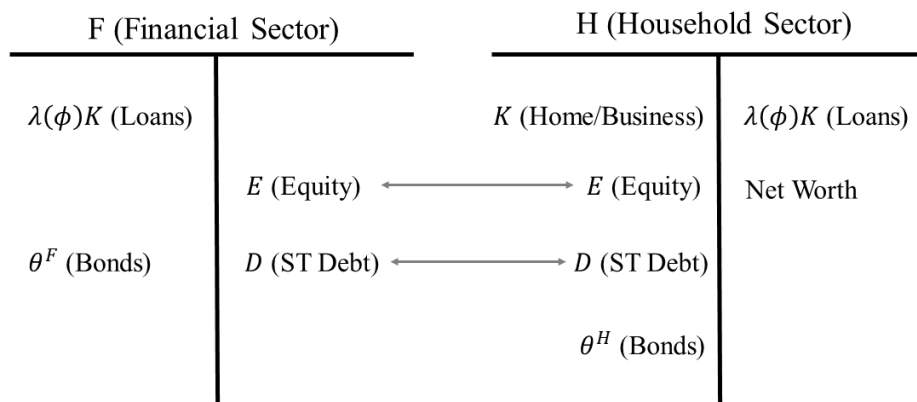 F (Financial Sector)
H (Household Sector)
λ(ϕ)K (Loans)
K (Home/Business)
λ(ϕ)K (Loans)
E (Equity)
E (Equity)
Net Worth
θ^F (Bonds)
D (ST Debt)
D (ST Debt)
θ^H (Bonds)